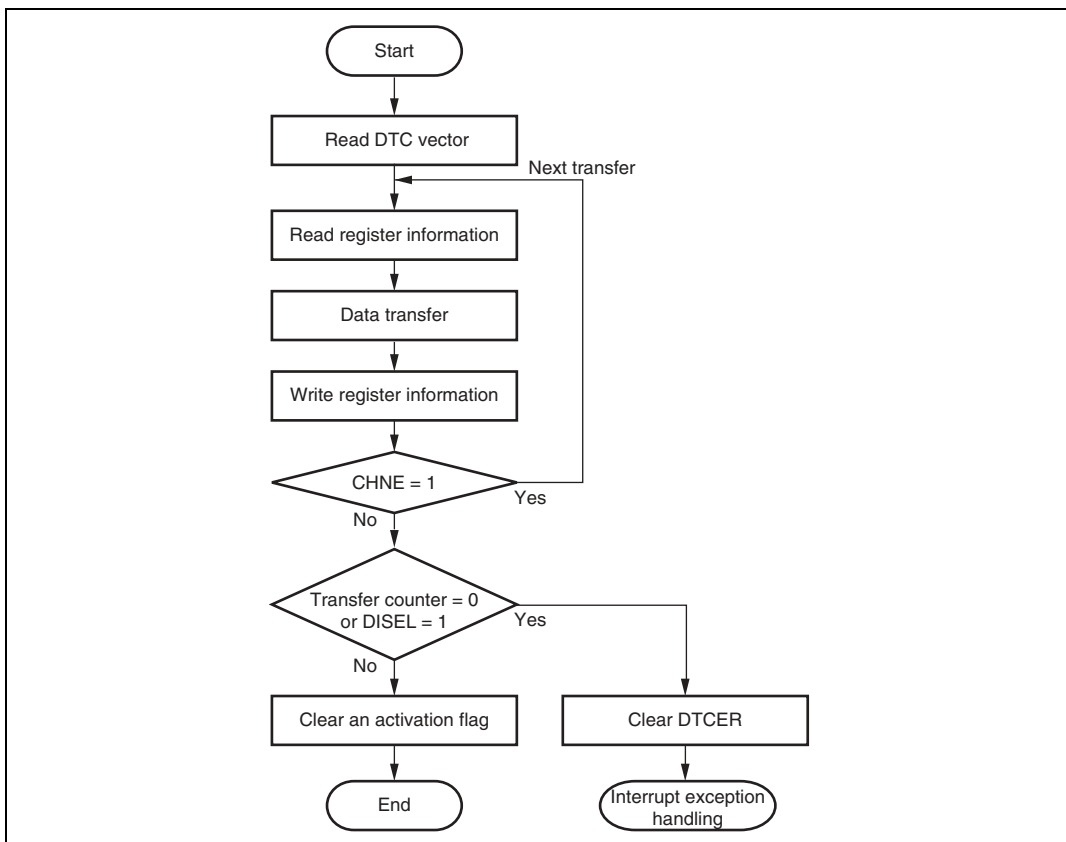 Start
Read DTC vector
Next transfer
Read register information
Data transfer
Write register information
CHNE = 1
Yes
No
Transfer counter = 0
or DISEL = 1
Yes
No
Clear an activation flag
Clear DTCER
End
Interrupt exception
handling